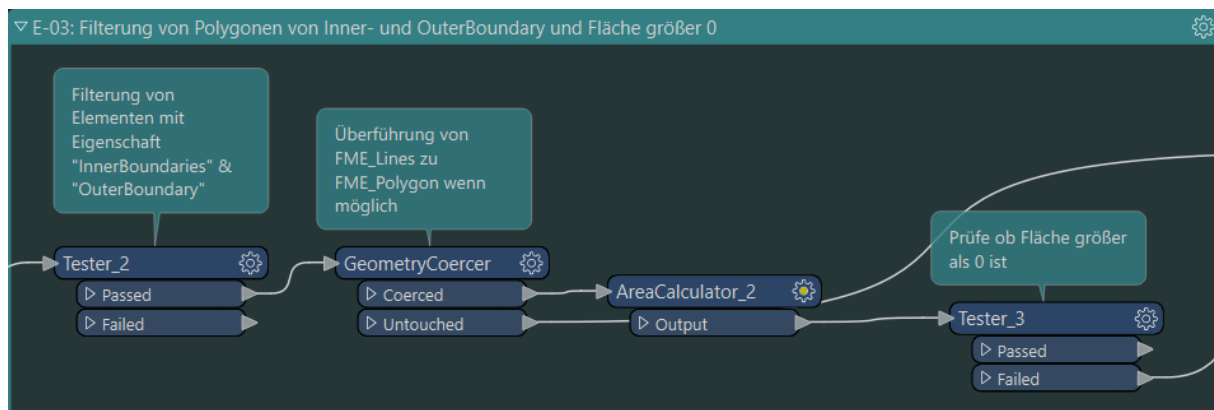 E-03: Filterung von Polygonen von Inner- und OuterBoundary und Fläche größer 0
Filterung von
Elementen mit
Eigenschaft
"InnerBoundaries" &
"OuterBoundary"
Überführung von
FME_Lines zu
FME_Polygon wenn
möglich
Prüfe ob Fläche größer
als 0 ist
Tester_2
Passed
Failed
GeometryCoercer
Coerced
Untouched
AreaCalculator_2
Output
Tester_3
Passed
Failed